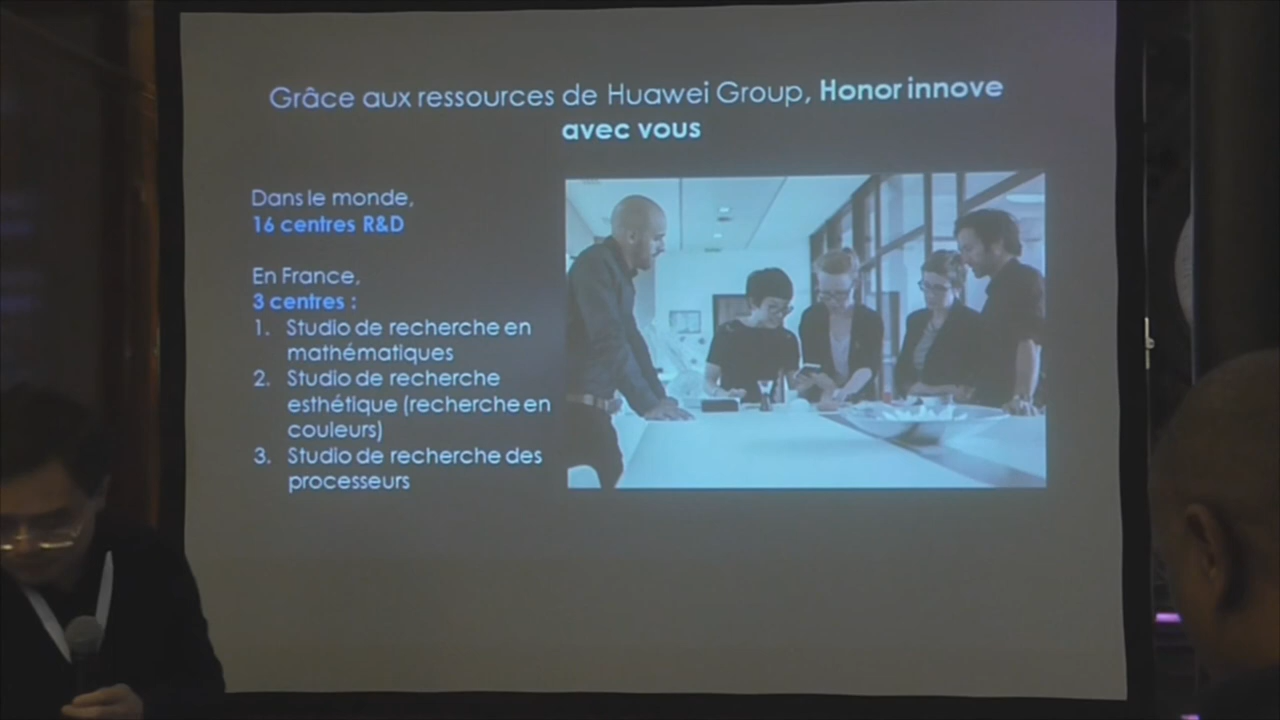 Grâce aux ressources de Huawei Group, Honor innove
avec vous
Dans le monde,
16 centres R&D
En France,
3 centres :
1. Studio de recherche en
mathématiques
2. Studio de recherche
esthétique (recherche en
couleurs)
3. Studio de recherche des
processeurs